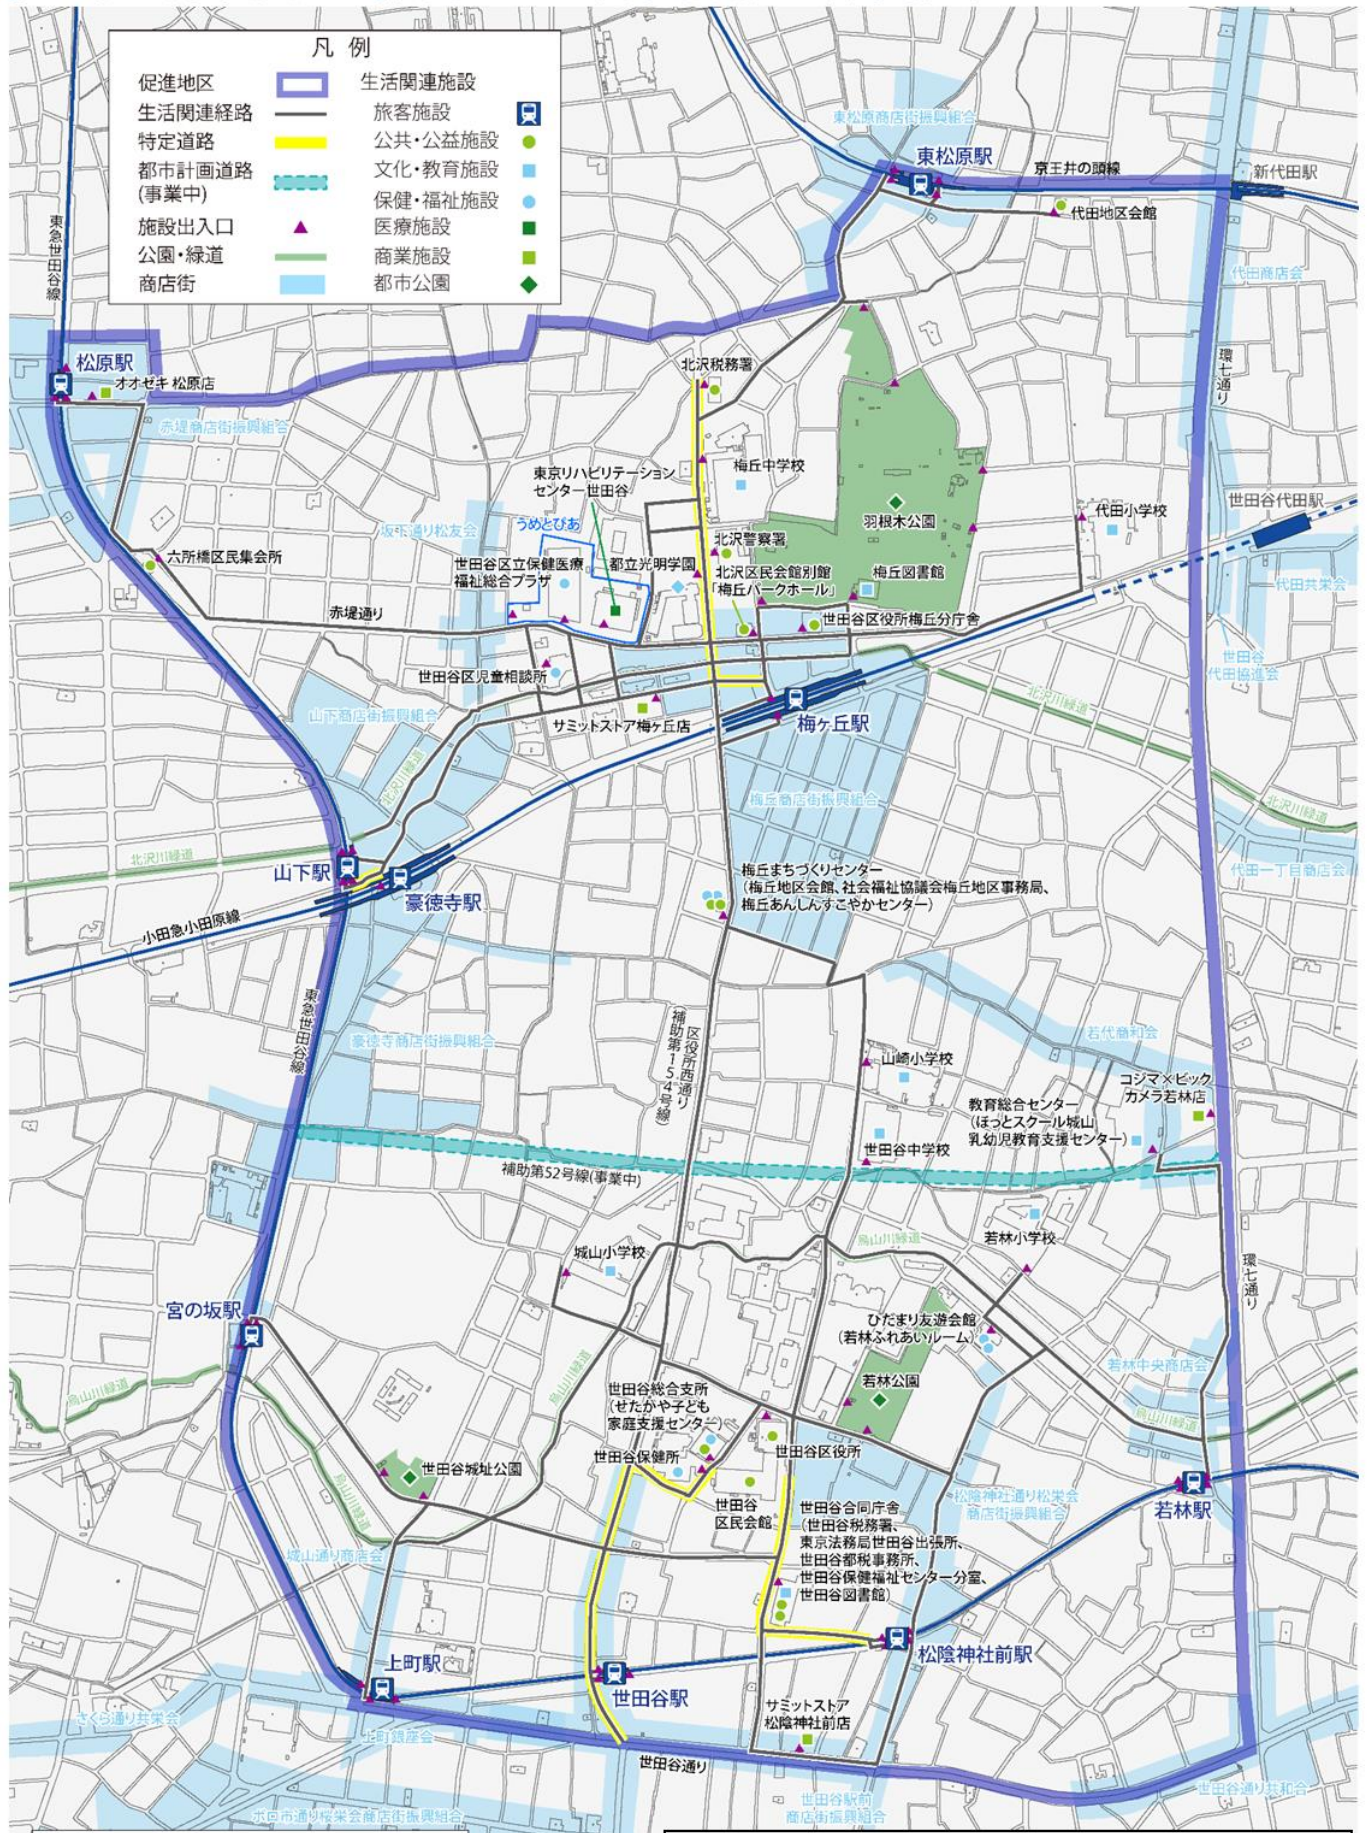 凡 例
促進地区
生活関連経路
特定道路
都市計画道路
(事業中)
施設出入口
公園・緑道
商店街
生活関連施設
旅客施設
公共・公益施設
文化・教育施設
保健・福祉施設
医療施設
商業施設
都市公園
東松原商店街振興組合
東松原駅
京王井の頭線
新代田駅
代田地区会館
東急世田谷線
代田商店会
環七通り
松原駅
オオゼキ 松原店
赤堤商店街振興組合
北沢税務署
梅丘中学校
東京リハビリテーション
センター世田谷
羽根木公園
世田谷代田駅
代田小学校
坂下通り松友会
うめとぴあ
六所橋区民集会所
世田谷区立保健医療
福祉総合プラザ
都立光明学園
北沢警察署
北沢区民会館別館
「梅丘パークホール」
梅丘図書館
代田共栄会
赤堤通り
世田谷区役所梅丘分庁舎
世田谷
代田協進会
世田谷区児童相談所
山下商店街振興組合
サミットストア梅ヶ丘店
梅ヶ丘駅
北沢川緑道
北沢川緑道
梅丘商店街振興組合
北沢川緑道
北沢川緑道
山下駅
豪徳寺駅
梅丘まちづくりセンター
(梅丘地区会館、社会福祉協議会梅丘地区事務局、
梅丘あんしんすこやかセンター)
代田一丁目商店会
小田急小田原線
東急世田谷線
区役所西通り
(補助第154号線)
豪徳寺商店街振興組合
若代商和会
山崎小学校
コジマ×ビック
カメラ若林店
教育総合センター
(ほっとスクール城山
乳幼児教育支援センター)
世田谷中学校
補助第52号線(事業中)
烏山川緑道
若林小学校
城山小学校
環七通り
宮の坂駅
ひだまり友遊会館
(若林ふれあいルーム)
若林中央商店会
烏山川緑道
烏山川緑道
若林公園
烏山川緑道
世田谷総合支所
(せたがや子ども
家庭支援センター)
世田谷保健所
世田谷区役所
世田谷城址公園
烏山川緑道
世田谷
区民会館
世田谷合同庁舎
(世田谷税務署、
東京法務局世田谷出張所、
世田谷都税事務所、
世田谷保健福祉センター分室、
世田谷図書館)
松陰神社通り松栄会
商店街振興組合
若林駅
城山通り商店会
松陰神社前駅
上町駅
世田谷駅
さくら通り共栄会
上町銀座会
サミットストア
松陰神社前店
世田谷通り
世田谷通り共和会
世田谷駅前
商店街振興組合
ボロ市通り桜栄会商店街振興組合